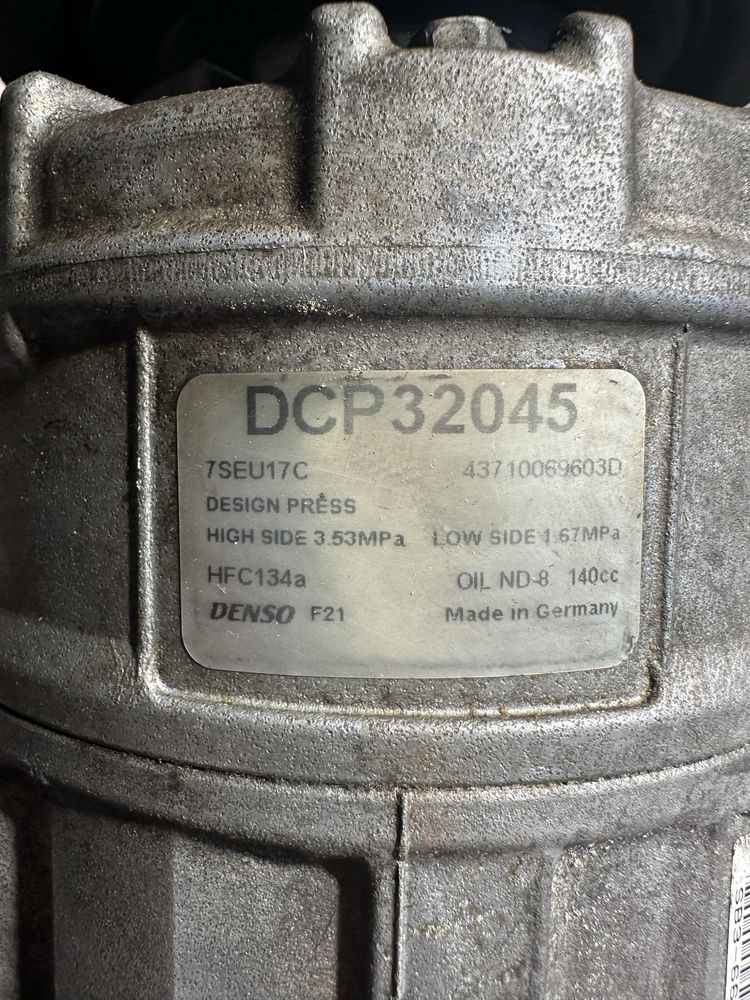 DCP32045
7SEU17C 43710069603D
DESIGN PRESS
HIGH SIDE 3.53MPa LOW SIDE 1.67MPa
HFC134a OIL ND-8 140cc
DENSO F21 Made in Germany